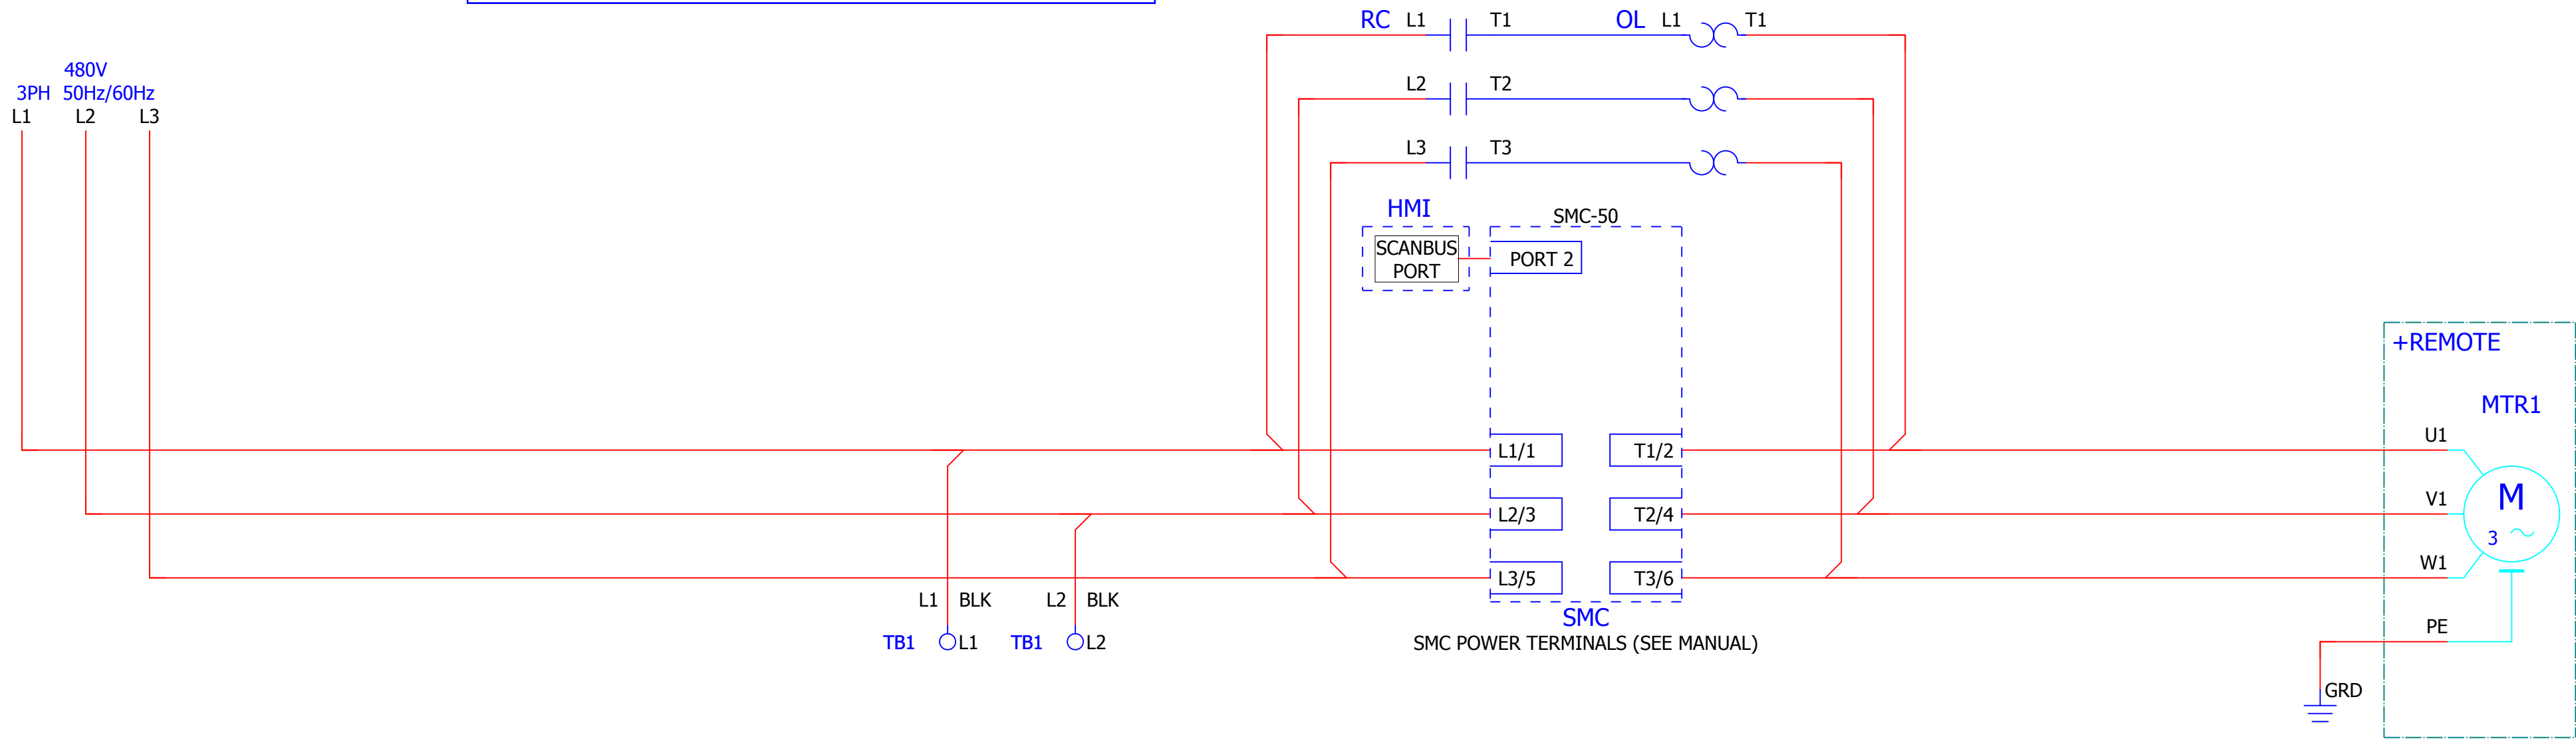 RC L1 T1 OL L1 T1
480V
3PH 50Hz/60Hz
L1 L2 L3
L2 T2
L3 T3
HMI
SCANBUS
PORT
SMC-50
PORT 2
+REMOTE
MTR1
L1/1 T1/2
L2/3 T2/4
L3/5 T3/6
U1
V1
W1
PE
M
3
L1 BLK L2 BLK
TB1 L1 TB1 L2
SMC
SMC POWER TERMINALS (SEE MANUAL)
GRD